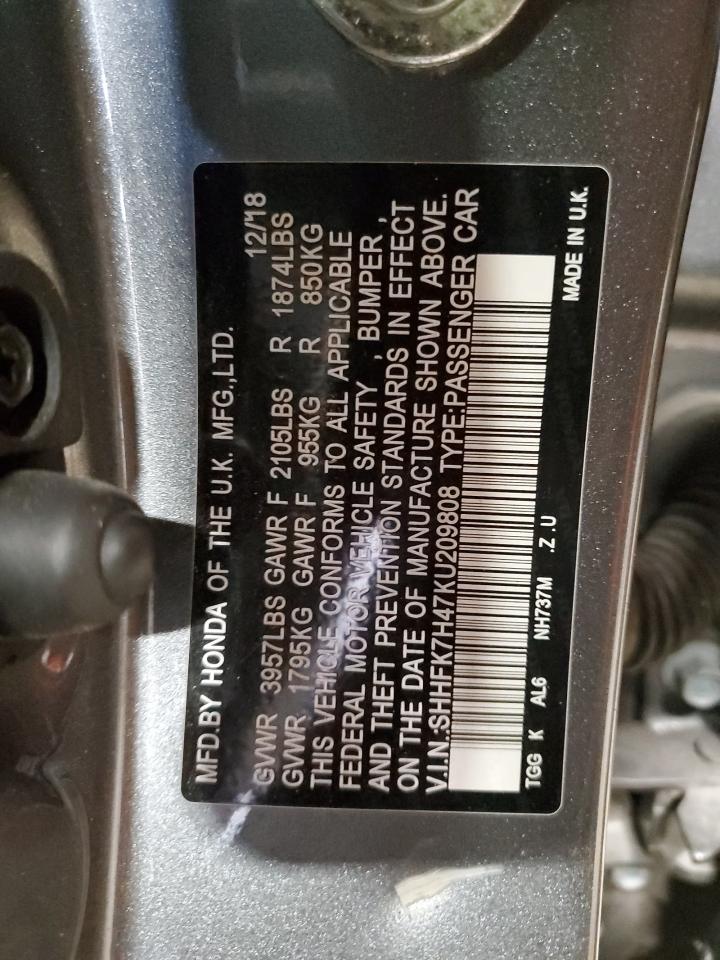 MFD.BY HONDA OF THE U.K. MFG.,LTD. 12/18
GVWR 3957LBS GAWR F 2105LBS R 1874LBS
GVWR 1795KG GAWR F 955KG R 850KG
THIS VEHICLE CONFORMS TO ALL APPLICABLE
FEDERAL MOTOR VEHICLE SAFETY , BUMPER ,
AND THEFT PREVENTION STANDARDS IN EFFECT
ON THE DATE OF MANUFACTURE SHOWN ABOVE.
V.I.N.:SHHFK7H47KU209808 TYPE:PASSENGER CAR
TGG K AL6 NH737M .Z.U MADE IN U.K.